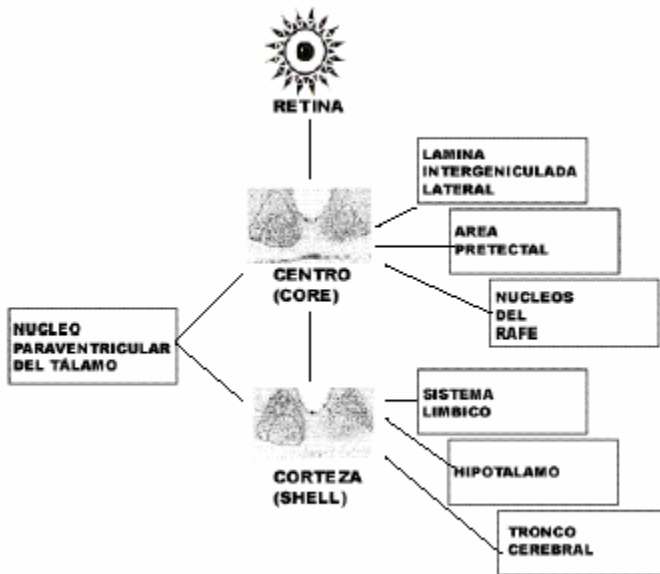 RETINA
LAMINA
INTERGENICULADA
LATERAL
AREA
PRETECTAL
CENTRO
(CORE)
NUCLEOS
DEL
RAFE
NUCLEO
PARAVENTRICULAR
DEL TÁLAMO
SISTEMA
LIMBICO
HIPOTALAMO
CORTEZA
(SHELL)
TRONCO
CEREBRAL